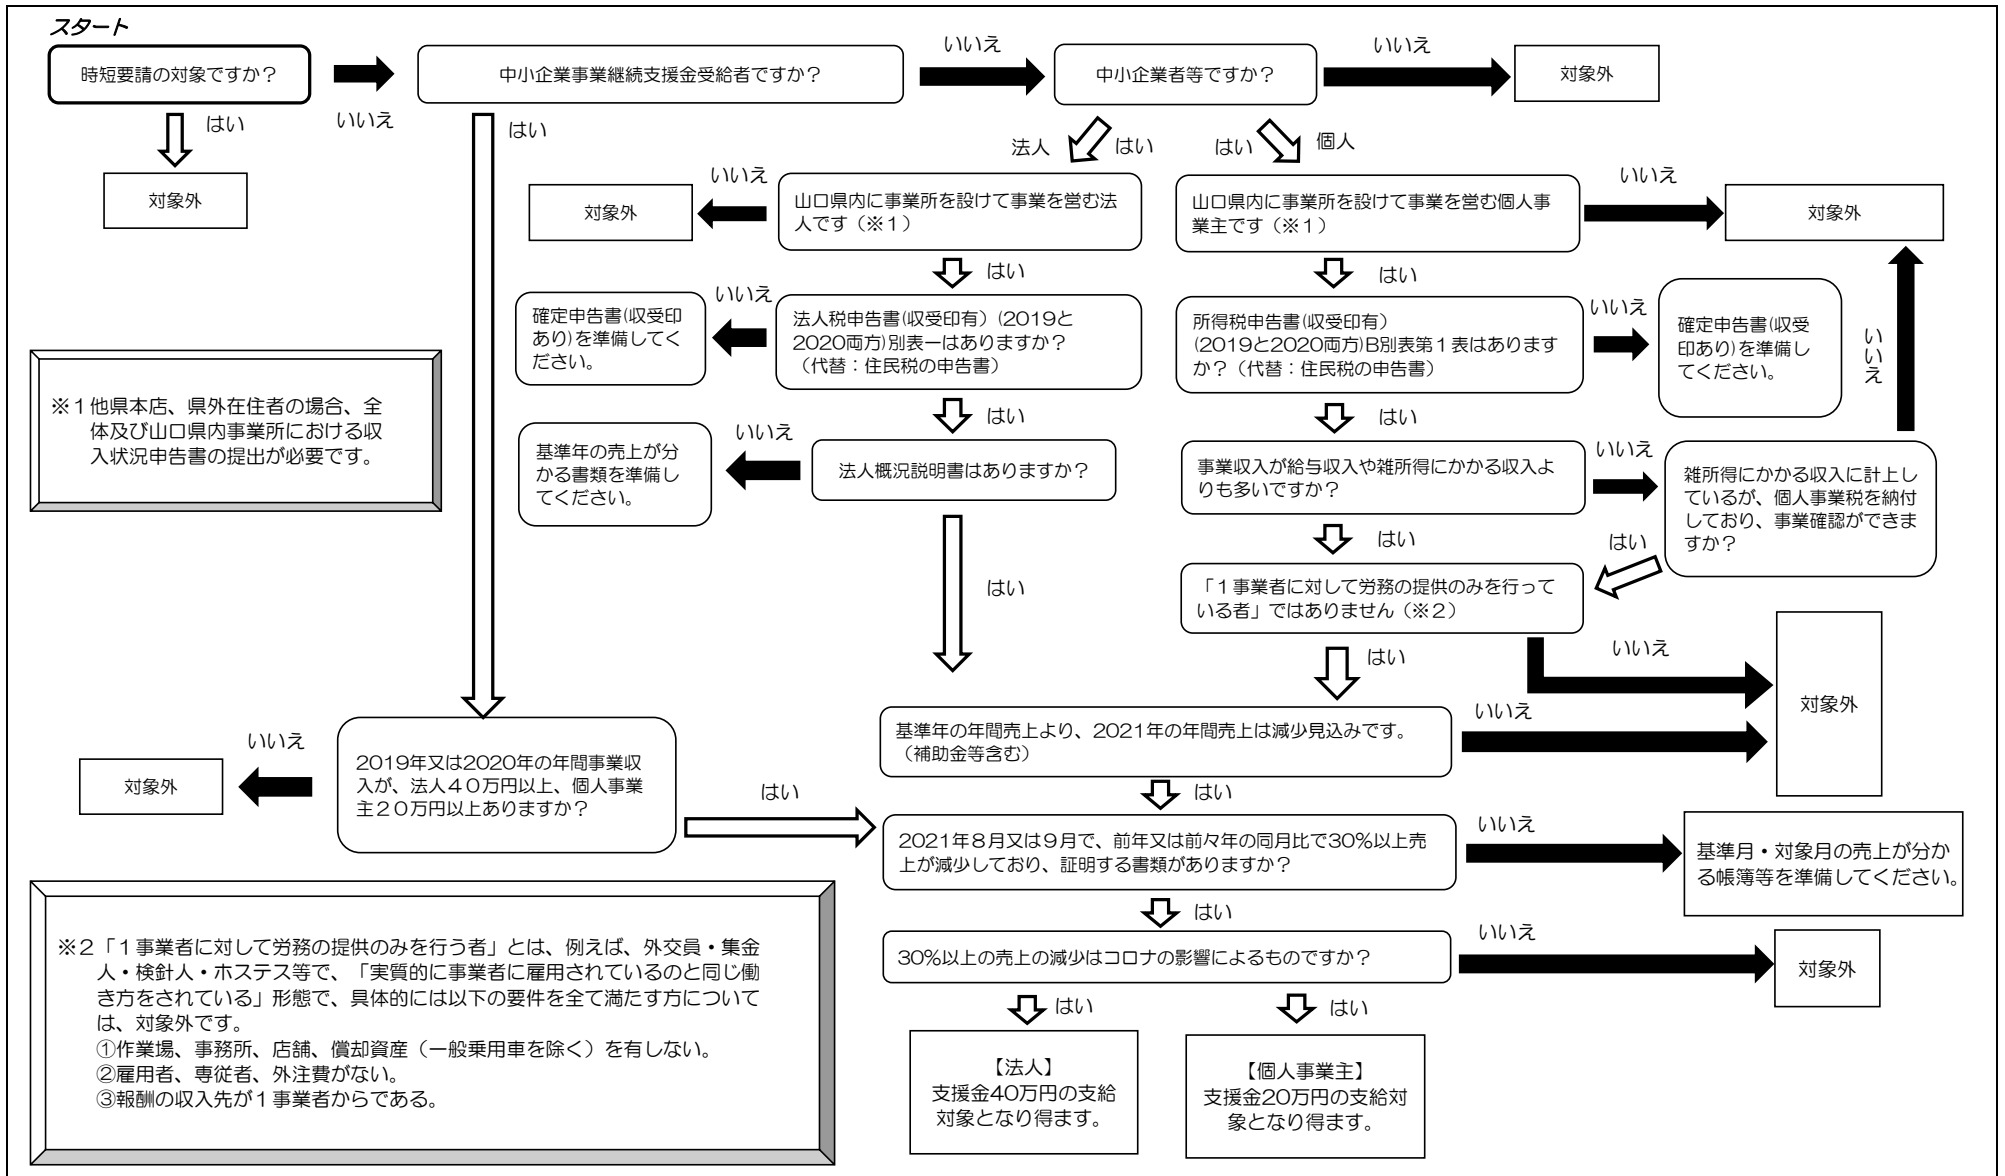 スタート
時短要請の対象ですか？
いいえ
はい
対象外
中小企業事業継続支援金受給者ですか？
いいえ
はい
中小企業者等ですか？
いいえ
対象外
法人
はい
はい
個人
山口県内に事業所を設けて事業を営む法
人です（※１）
いいえ
対象外
はい
山口県内に事業所を設けて事業を営む個人事
業主です（※１）
いいえ
対象外
はい
法人税申告書(収受印有）(2019と
2020両方)別表一はありますか？
（代替：住民税の申告書）
いいえ
確定申告書(収受印
あり)を準備してく
ださい。
はい
所得税申告書(収受印有）
(2019と2020両方)B別表第１表はあります
か？（代替：住民税の申告書）
いいえ
確定申告書(収受
印あり)を準備し
てください。
はい
いいえ
※１他県本店、県外在住者の場合、全
体及び山口県内事業所における収
入状況申告書の提出が必要です。
法人概況説明書はありますか？
いいえ
基準年の売上が分
かる書類を準備し
てください。
はい
事業収入が給与収入や雑所得にかかる収入よ
りも多いですか？
いいえ
雑所得にかかる収入に計上し
ているが、個人事業税を納付
しており、事業確認ができま
すか？
はい
はい
「１事業者に対して労務の提供のみを行って
いる者」ではありません（※２）
いいえ
はい
対象外
基準年の年間売上より、2021年の年間売上は減少見込みです。
（補助金等含む）
いいえ
はい
2019年又は2020年の年間事業収
入が、法人４０万円以上、個人事業
主２０万円以上ありますか？
いいえ
対象外
はい
2021年８月又は９月で、前年又は前々年の同月比で30%以上売
上が減少しており、証明する書類がありますか？
いいえ
基準月・対象月の売上が分か
る帳簿等を準備してください。
はい
30%以上の売上の減少はコロナの影響によるものですか？
いいえ
対象外
はい
はい
【法人】
支援金40万円の支給
対象となり得ます。
【個人事業主】
支援金20万円の支給対
象となり得ます。
※２「１事業者に対して労務の提供のみを行う者」とは、例えば、外交員・集金
人・検針人・ホステス等で、「実質的に事業者に雇用されているのと同じ働
き方をされている」形態で、具体的には以下の要件を全て満たす方について
は、対象外です。
①作業場、事務所、店舗、償却資産（一般乗用車を除く）を有しない。
②雇用者、専従者、外注費がない。
③報酬の収入先が１事業者からである。